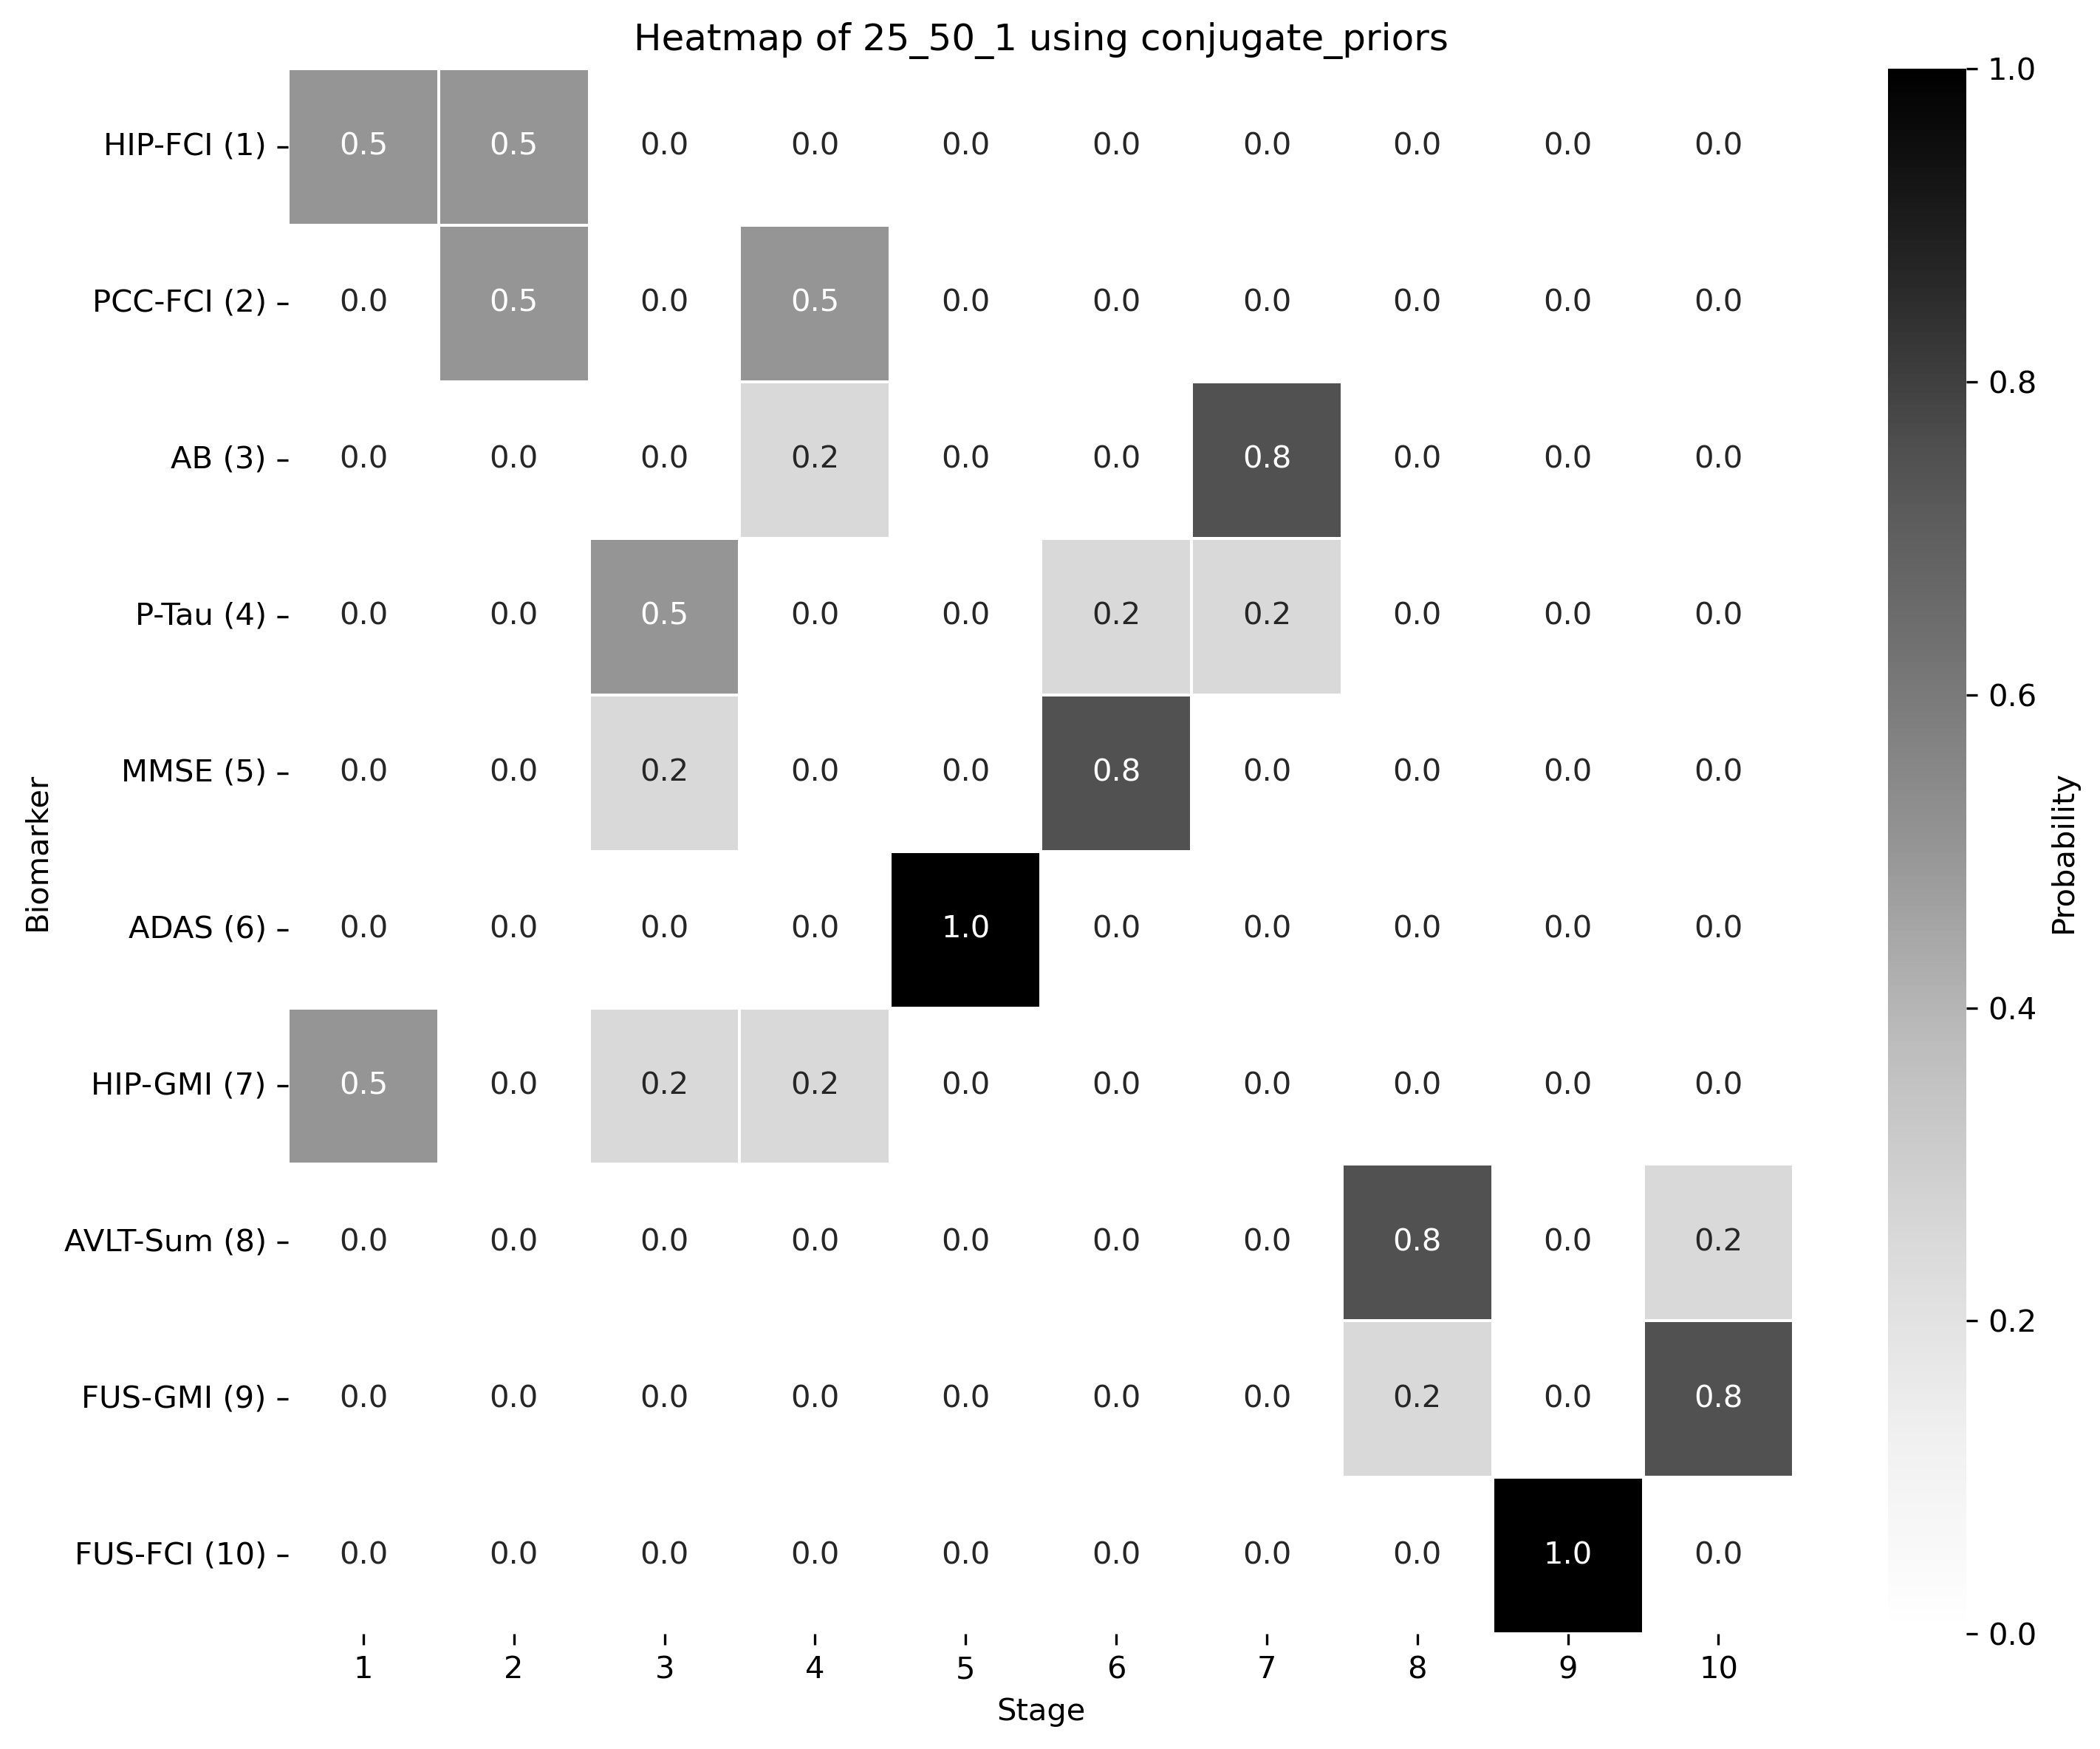 Heatmap of 25_50_1 using conjugate_priors
HIP-FCI (1) 0.5 0.5 0.0 0.0 0.0 0.0 0.0 0.0 0.0 0.0
PCC-FCI (2) 0.0 0.5 0.0 0.5 0.0 0.0 0.0 0.0 0.0 0.0
AB (3) 0.0 0.0 0.0 0.2 0.0 0.0 0.8 0.0 0.0 0.0
P-Tau (4) 0.0 0.0 0.5 0.0 0.0 0.2 0.2 0.0 0.0 0.0
MMSE (5) 0.0 0.0 0.2 0.0 0.0 0.8 0.0 0.0 0.0 0.0
ADAS (6) 0.0 0.0 0.0 0.0 1.0 0.0 0.0 0.0 0.0 0.0
HIP-GMI (7) 0.5 0.0 0.2 0.2 0.0 0.0 0.0 0.0 0.0 0.0
AVLT-Sum (8) 0.0 0.0 0.0 0.0 0.0 0.0 0.0 0.8 0.0 0.2
FUS-GMI (9) 0.0 0.0 0.0 0.0 0.0 0.0 0.0 0.2 0.0 0.8
FUS-FCI (10) 0.0 0.0 0.0 0.0 0.0 0.0 0.0 0.0 1.0 0.0
1 2 3 4 5 6 7 8 9 10
Stage
Biomarker
1.0
0.8
0.6
0.4
0.2
0.0
Probability